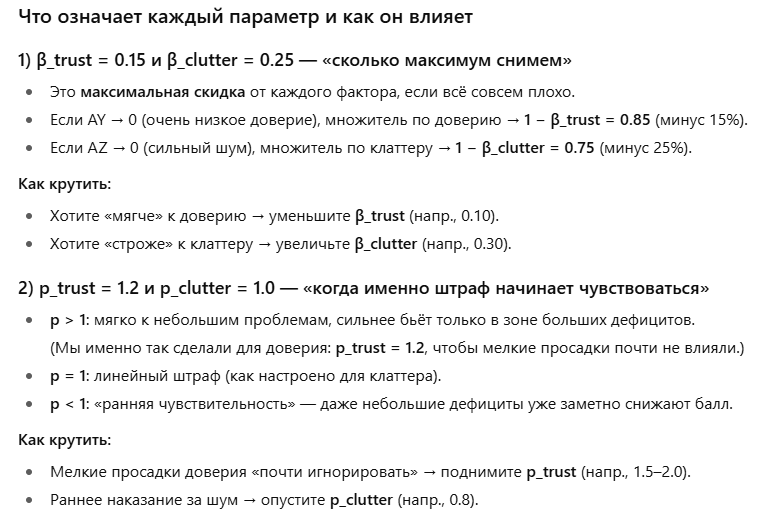 Что означает каждый параметр и как он влияет
1) β_trust = 0.15 и β_clutter = 0.25 — «сколько максимум снимем»
• Это максимальная скидка от каждого фактора, если всё совсем плохо.
• Если AY → 0 (очень низкое доверие), множитель по доверию → 1 − β_trust = 0.85 (минус 15%).
• Если AZ → 0 (сильный шум), множитель по клаттеру → 1 − β_clutter = 0.75 (минус 25%).
Как крутить:
• Хотите «мягче» к доверию → уменьшите β_trust (напр., 0.10).
• Хотите «строже» к клаттеру → увеличьте β_clutter (напр., 0.30).
2) p_trust = 1.2 и p_clutter = 1.0 — «когда именно штраф начинает чувствоваться»
• p > 1: мягко к небольшим проблемам, сильнее бьёт только в зоне больших дефицитов.
(Мы именно так сделали для доверия: p_trust = 1.2, чтобы мелкие просадки почти не влияли.)
• p = 1: линейный штраф (как настроено для клаттера).
• p < 1: «ранняя чувствительность» — даже небольшие дефициты уже заметно снижают балл.
Как крутить:
• Мелкие просадки доверия «почти игнорировать» → поднимите p_trust (напр., 1.5–2.0).
• Раннее наказание за шум → опустите p_clutter (напр., 0.8).